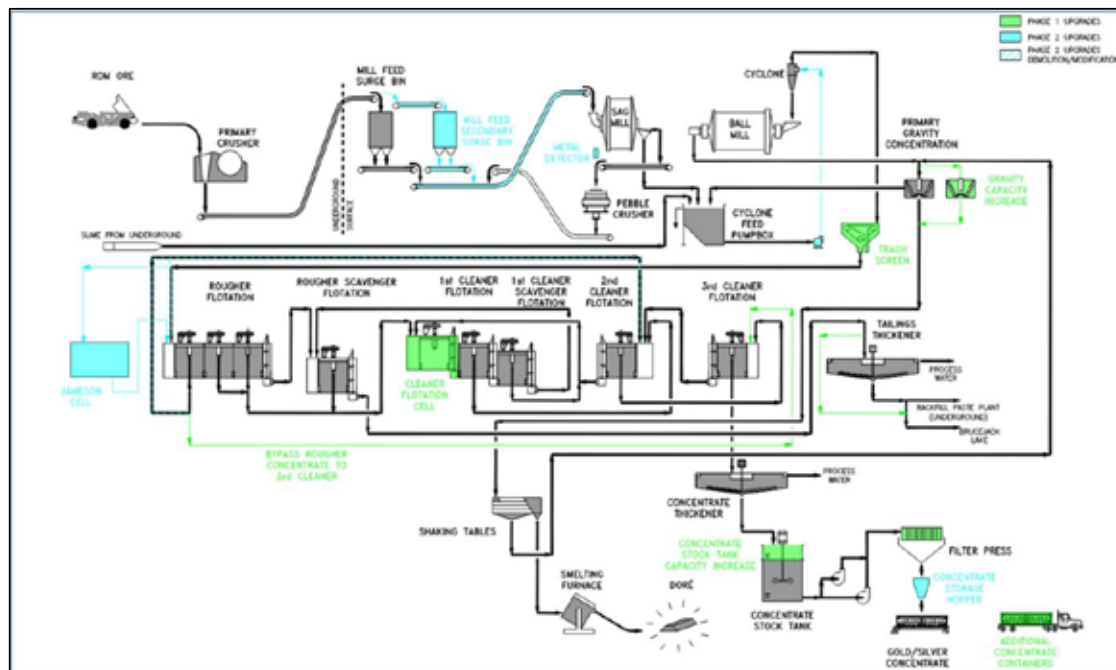 PHASE 1 UPGRADES
PHASE 2 UPGRADES
PHASE 2 UPGRADES
DEMOLITION/MODIFICATION
ROM ORE
PRIMARY
CRUSHER
MILL FEED
SURGE BIN
UNDERGROUND
SURFACE
MILL FEED
SECONDARY
SURGE BIN
METAL
DETECTOR
SAG
MILL
PEBBLE
CRUSHER
CYCLONE
BALL
MILL
PRIMARY
GRAVITY
CONCENTRATION
GRAVITY
CAPACITY
INCREASE
CYCLONE
FEED
PUMPBOX
TRASH
SCREEN
SLIME FROM UNDERGROUND
ROUGHER
FLOTATION
ROUGHER SCAVENGER
FLOTATION
1st CLEANER
FLOTATION
1st CLEANER
SCAVENGER
FLOTATION
2nd
CLEANER
FLOTATION
3rd CLEANER
FLOTATION
TAILINGS
THICKENER
PROCESS
WATER
BACKFILL PASTE PLANT
(UNDERGROUND)
BRUCEJACK
LAKE
JAMESON
CELL
CLEANER
FLOTATION
CELL
BYPASS ROUGHER
CONCENTRATE TO
3rd CLEANER
SHAKING TABLES
CONCENTRATE
THICKENER
PROCESS
WATER
CONCENTRATE
STOCK TANK
CAPACITY INCREASE
CONCENTRATE
STOCK TANK
FILTER PRESS
CONCENTRATE
STORAGE
HOPPER
GOLD/SILVER
CONCENTRATE
ADDITIONAL
CONCENTRATE
CONTAINERS
SMELTING
FURNACE
DORÉ